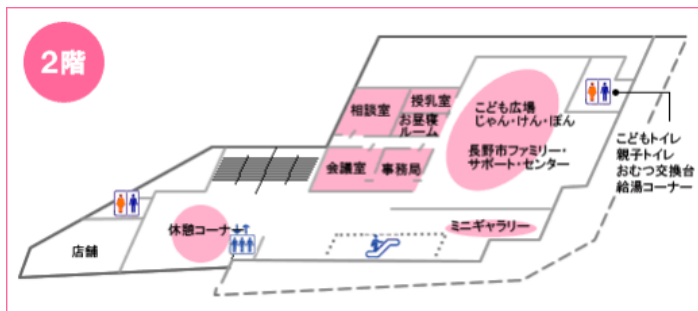 2階
相談室
授乳室
お昼寝
ルーム
会議室
事務局
こども広場
じゃん・けん・ぽん
長野市ファミリー・
サポート・センター
こどもトイレ
親子トイレ
おむつ交換台
給湯コーナー
休憩コーナー
店舗
ミニギャラリー